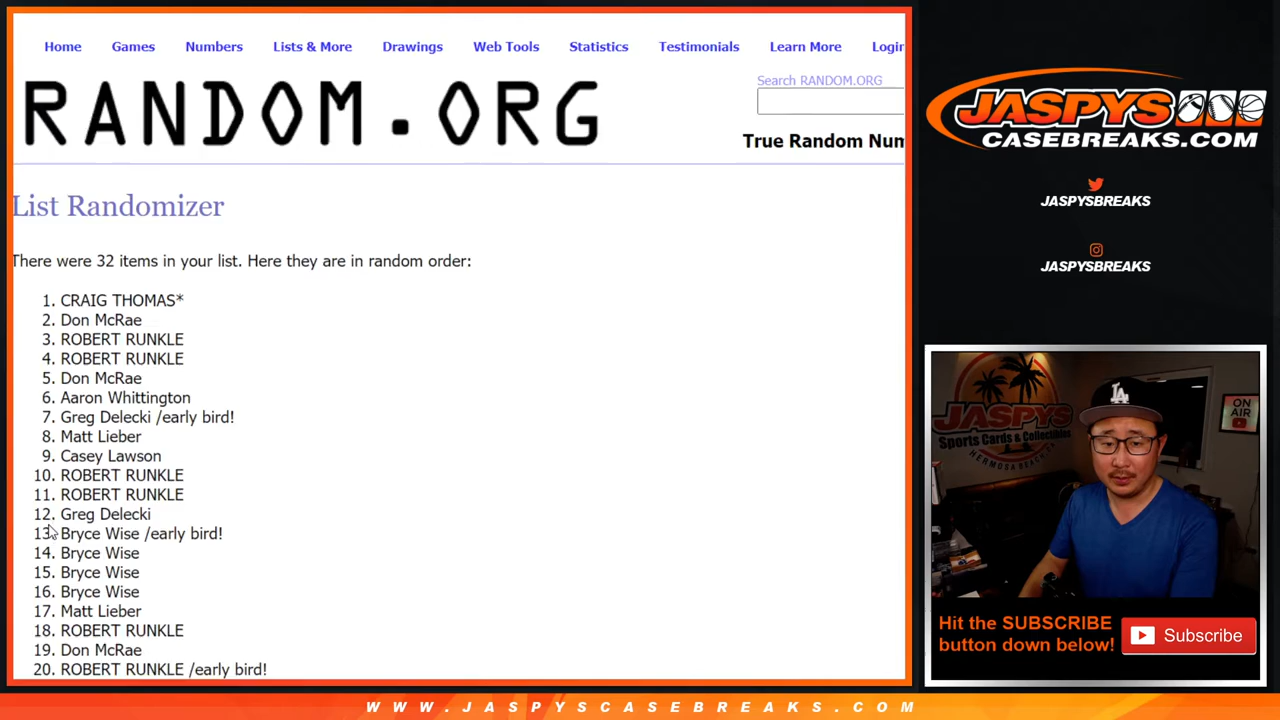 Home Games Numbers Lists & More Drawings Web Tools Statistics Testimonials Learn More Login
RANDOM.ORG
Search RANDOM.ORG
True Random Num
List Randomizer
There were 32 items in your list. Here they are in random order:
1. CRAIG THOMAS*
2. Don McRae
3. ROBERT RUNKLE
4. ROBERT RUNKLE
5. Don McRae
6. Aaron Whittington
7. Greg Delecki /early bird!
8. Matt Lieber
9. Casey Lawson
10. ROBERT RUNKLE
11. ROBERT RUNKLE
12. Greg Delecki
13. Bryce Wise /early bird!
14. Bryce Wise
15. Bryce Wise
16. Bryce Wise
17. Matt Lieber
18. ROBERT RUNKLE
19. Don McRae
20. ROBERT RUNKLE /early bird!
JASPYS
CASEBREAKS.COM
JASPYSBREAKS
JASPYSBREAKS
JASPYS
Sports Cards & Collectibles
HERMOSA BEACH
LA
ON
AIR
Hit the SUBSCRIBE
button down below!
Subscribe
WWW.JASPYSCASEBREAKS.COM